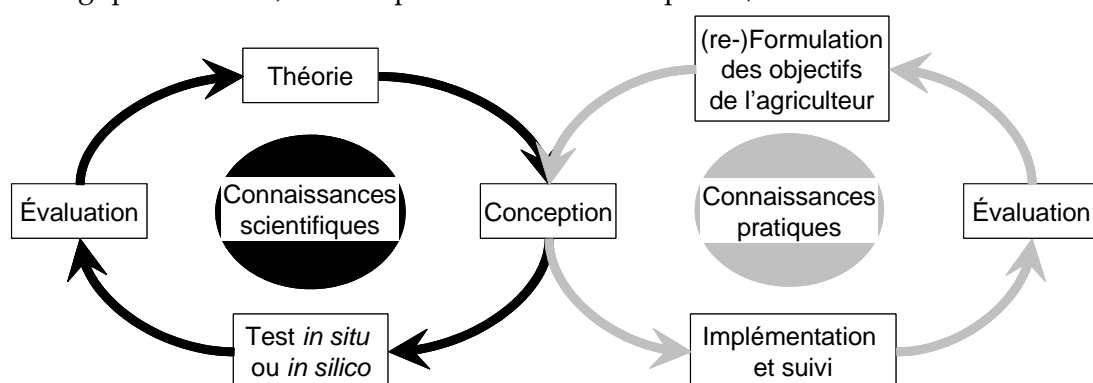 Théorie
(re-)Formulation
des objectifs
de l'agriculteur
Évaluation
Connaissances
scientifiques
Conception
Connaissances
pratiques
Évaluation
Test in situ
ou in silico
Implémentation
et suivi